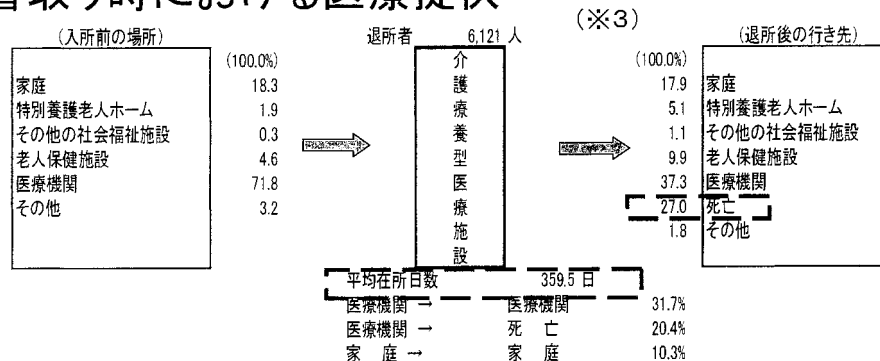 看取り時における医療提供
(※3)
(入所前の場所)
(100.0%)
家庭 18.3
特別養護老人ホーム 1.9
その他の社会福祉施設 0.3
老人保健施設 4.6
医療機関 71.8
その他 3.2
退所者 6,121 人
介
護
療
養
型
医
療
施
設
(退所後の行き先)
(100.0%)
17.9 家庭
5.1 特別養護老人ホーム
1.1 その他の社会福祉施設
9.9 老人保健施設
37.3 医療機関
27.0 死亡
1.8 その他
平均在所日数 359.5 日
医療機関 → 医療機関 31.7%
医療機関 → 死 亡 20.4%
家 庭 → 家 庭 10.3%